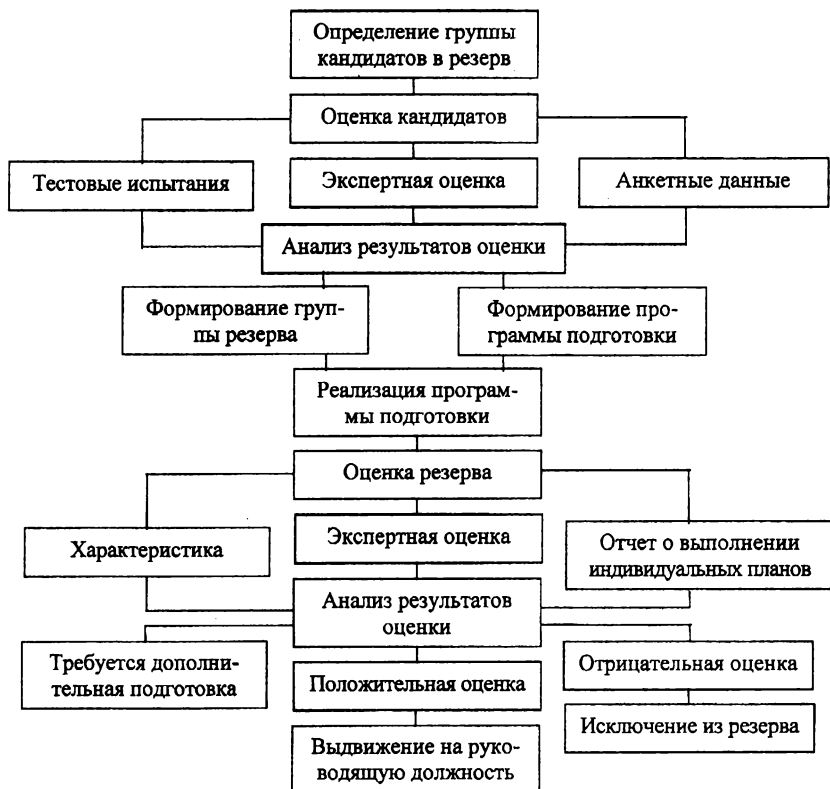 Определение группы
кандидатов в резерв
Оценка кандидатов
Тестовые испытания
Экспертная оценка
Анкетные данные
Анализ результатов оценки
Формирование груп-
пы резерва
Формирование про-
граммы подготовки
Реализация програм-
мы подготовки
Оценка резерва
Характеристика
Экспертная оценка
Отчет о выполнении
индивидуальных планов
Анализ результатов
оценки
Требуется дополни-
тельная подготовка
Положительная оценка
Отрицательная оценка
Исключение из резерва
Выдвижение на руко-
водящую должность